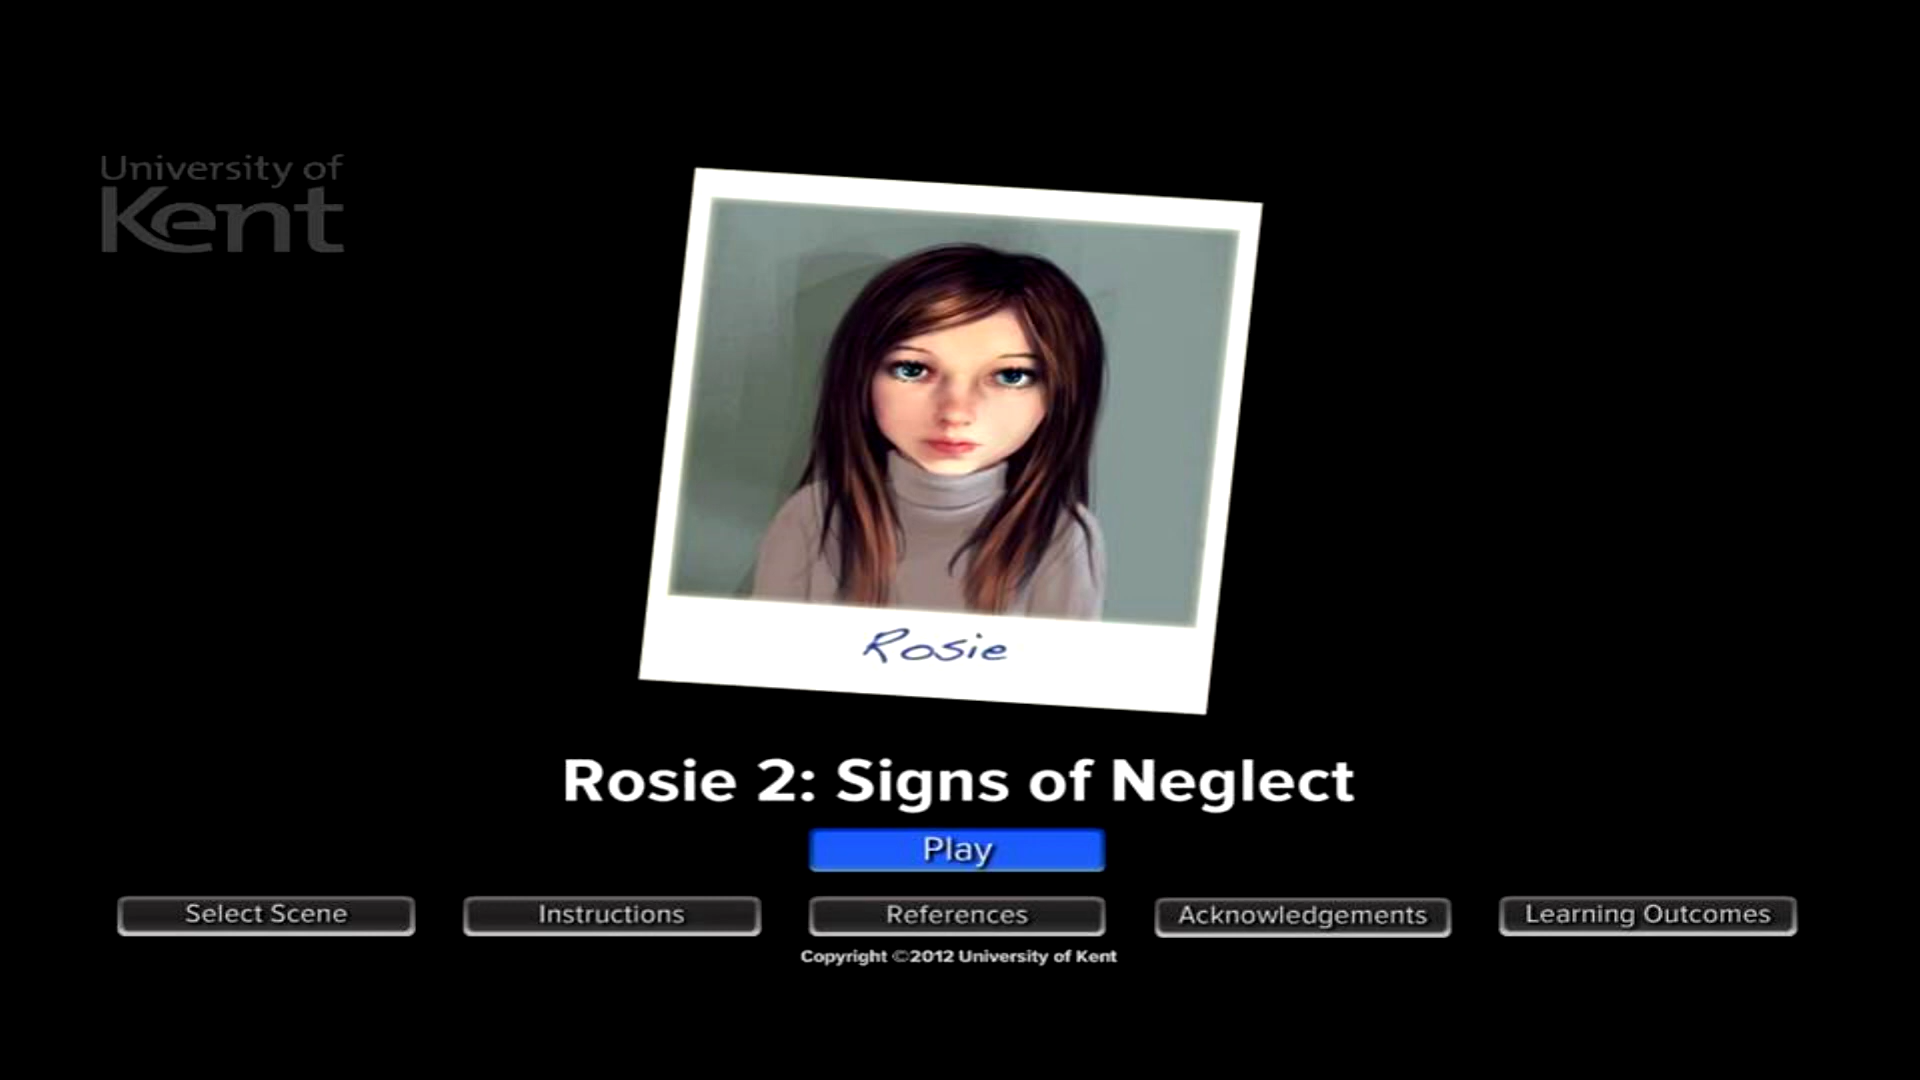 University of
Kent
Rosie
Rosie 2: Signs of Neglect
Play
Select Scene
Instructions
References
Acknowledgements
Learning Outcomes
Copyright ©2012 University of Kent